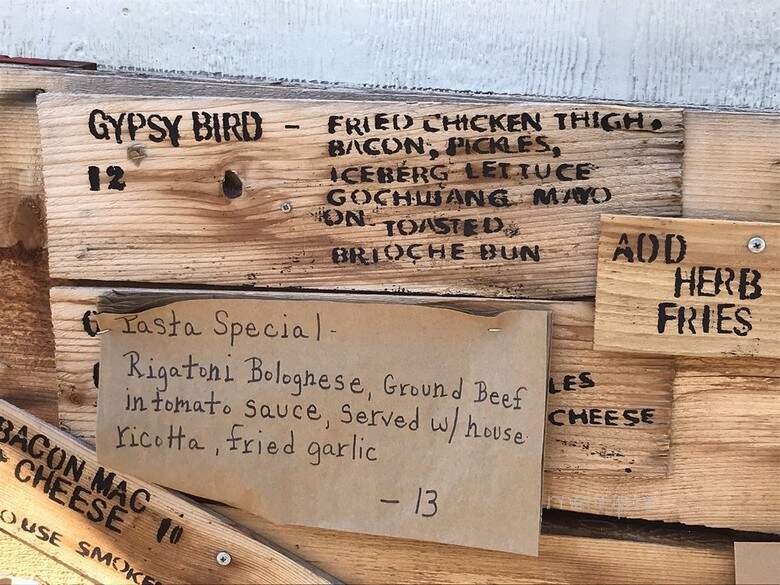 GYPSY BIRD - FRIED CHICKEN THIGH,
BACON, PICKLES,
12 ICEBERG LETTUCE
GOCHUJANG MAYO
ON TOASTED
BRIOCHE BUN
ADD
HERB
FRIES
Pasta Special-
Rigatoni Bolognese, Ground Beef
in tomato sauce, served w/ house
ricotta, fried garlic
- 13
LES
CHEESE
BACON MAC
CHEESE 11
OUSE SMOKE